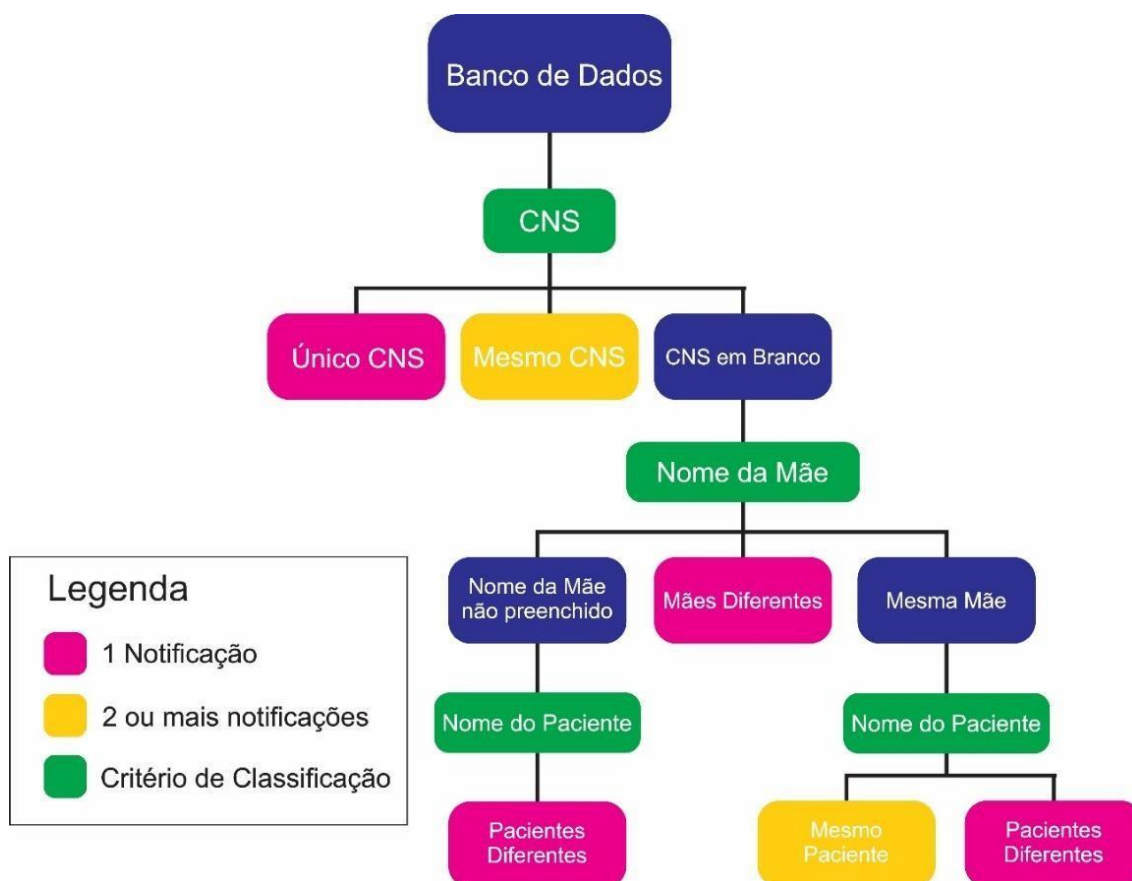 Banco de Dados
CNS
Único CNS
Mesmo CNS
CNS em Branco
Nome da Mãe
Nome da Mãe
não preenchido
Mães Diferentes
Mesma Mãe
Legenda
1 Notificação
2 ou mais notificações
Critério de Classificação
Nome do Paciente
Nome do Paciente
Pacientes
Diferentes
Mesmo
Paciente
Pacientes
Diferentes